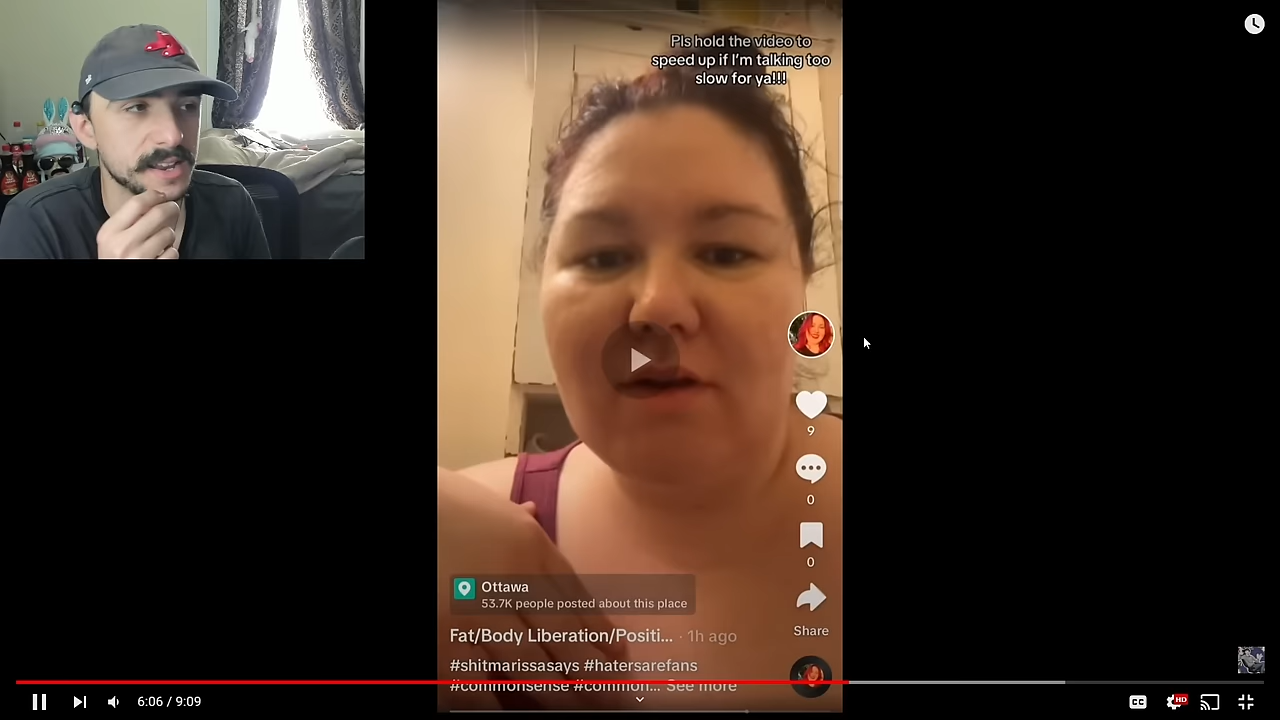 Pls hold the video to
speed up if I'm talking too
slow for ya!!!
9
0
0
Share
Ottawa
53.7K people posted about this place
Fat/Body Liberation/Positi... · 1h ago
#shitmarissasays #hatersarefans
#commonsense #common... See more
6:06 / 9:09
CC
HD